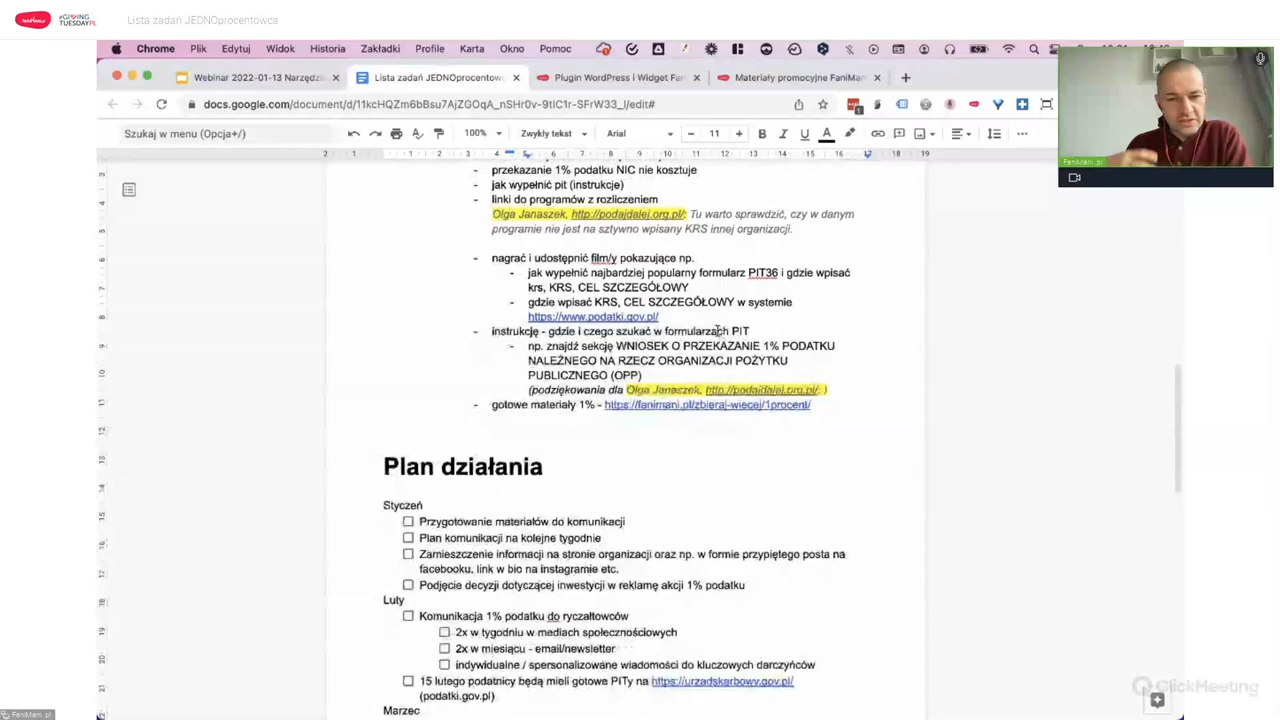 FaniMani.pl #GIVING TUESDAYPL Lista zadań JEDNOprocentowca
Chrome Plik Edytuj Widok Historia Zakładki Profile Karta Okno Pomoc
Webinar 2022-01-13 Narzędzi Lista zadań JEDNOprocentowc Plugin WordPress i Widget Fan Materiały promocyjne FaniMan
docs.google.com/document/d/11kcHQZm6bBsu7AjZGOqA_nSHr0v-9tIC1r-SFrW33_I/edit#
Szukaj w menu (Opcja+/) 100% Zwykły tekst Arial 11
FaniMani.pl
przekazanie 1% podatku NIC nie kosztuje
- jak wypełnić pit (instrukcje)
- linki do programów z rozliczeniem
Olga Janaszek, http://podajdalej.org.pl/: Tu warto sprawdzić, czy w danym
programie nie jest na sztywno wpisany KRS innej organizacji.
- nagrać i udostępnić film/y pokazujące np.
- jak wypełnić najbardziej popularny formularz PIT36 i gdzie wpisać
krs, KRS, CEL SZCZEGÓŁOWY
- gdzie wpisać KRS, CEL SZCZEGÓŁOWY w systemie
https://www.podatki.gov.pl/
- instrukcję - gdzie i czego szukać w formularzach PIT
- np. znajdź sekcję WNIOSEK O PRZEKAZANIE 1% PODATKU
NALEŻNEGO NA RZECZ ORGANIZACJI POŻYTKU
PUBLICZNEGO (OPP)
(podziękowania dla Olga Janaszek, http://podajdalej.org.pl/: )
- gotowe materiały 1% - https://fanimani.pl/zbieraj-wiecej/1procent/
Plan działania
Styczeń
Przygotowanie materiałów do komunikacji
Plan komunikacji na kolejne tygodnie
Zamieszczenie informacji na stronie organizacji oraz np. w formie przypiętego posta na
facebooku, link w bio na instagramie etc.
Podjęcie decyzji dotyczącej inwestycji w reklamę akcji 1% podatku
Luty
Komunikacja 1% podatku do ryczałtowców
2x w tygodniu w mediach społecznościowych
2x w miesiącu - email/newsletter
indywidualne / spersonalizowane wiadomości do kluczowych darczyńców
15 lutego podatnicy będą mieli gotowe PITy na https://urzadskarbowy.gov.pl/
(podatki.gov.pl)
Marzec
ClickMeeting
FaniMani .pl